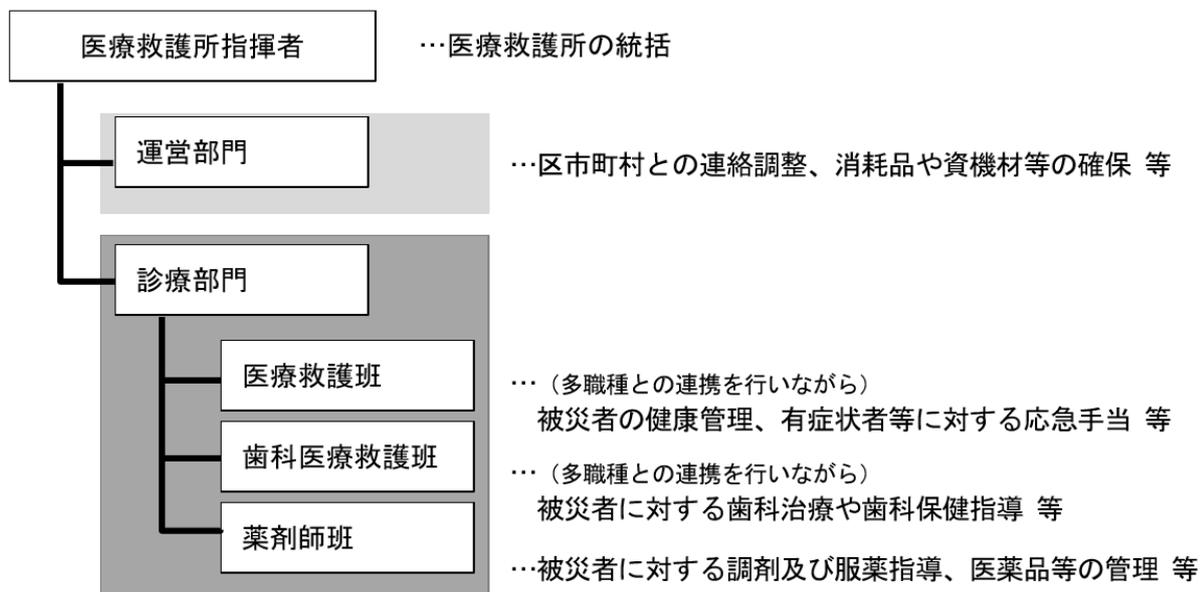 医療救護所指揮者 …医療救護所の統括
運営部門 …区市町村との連絡調整、消耗品や資機材等の確保 等
診療部門
医療救護班 …（多職種との連携を行いながら）
被災者の健康管理、有症状者等に対する応急手当 等
歯科医療救護班 …（多職種との連携を行いながら）
被災者に対する歯科治療や歯科保健指導 等
薬剤師班 …被災者に対する調剤及び服薬指導、医薬品等の管理 等